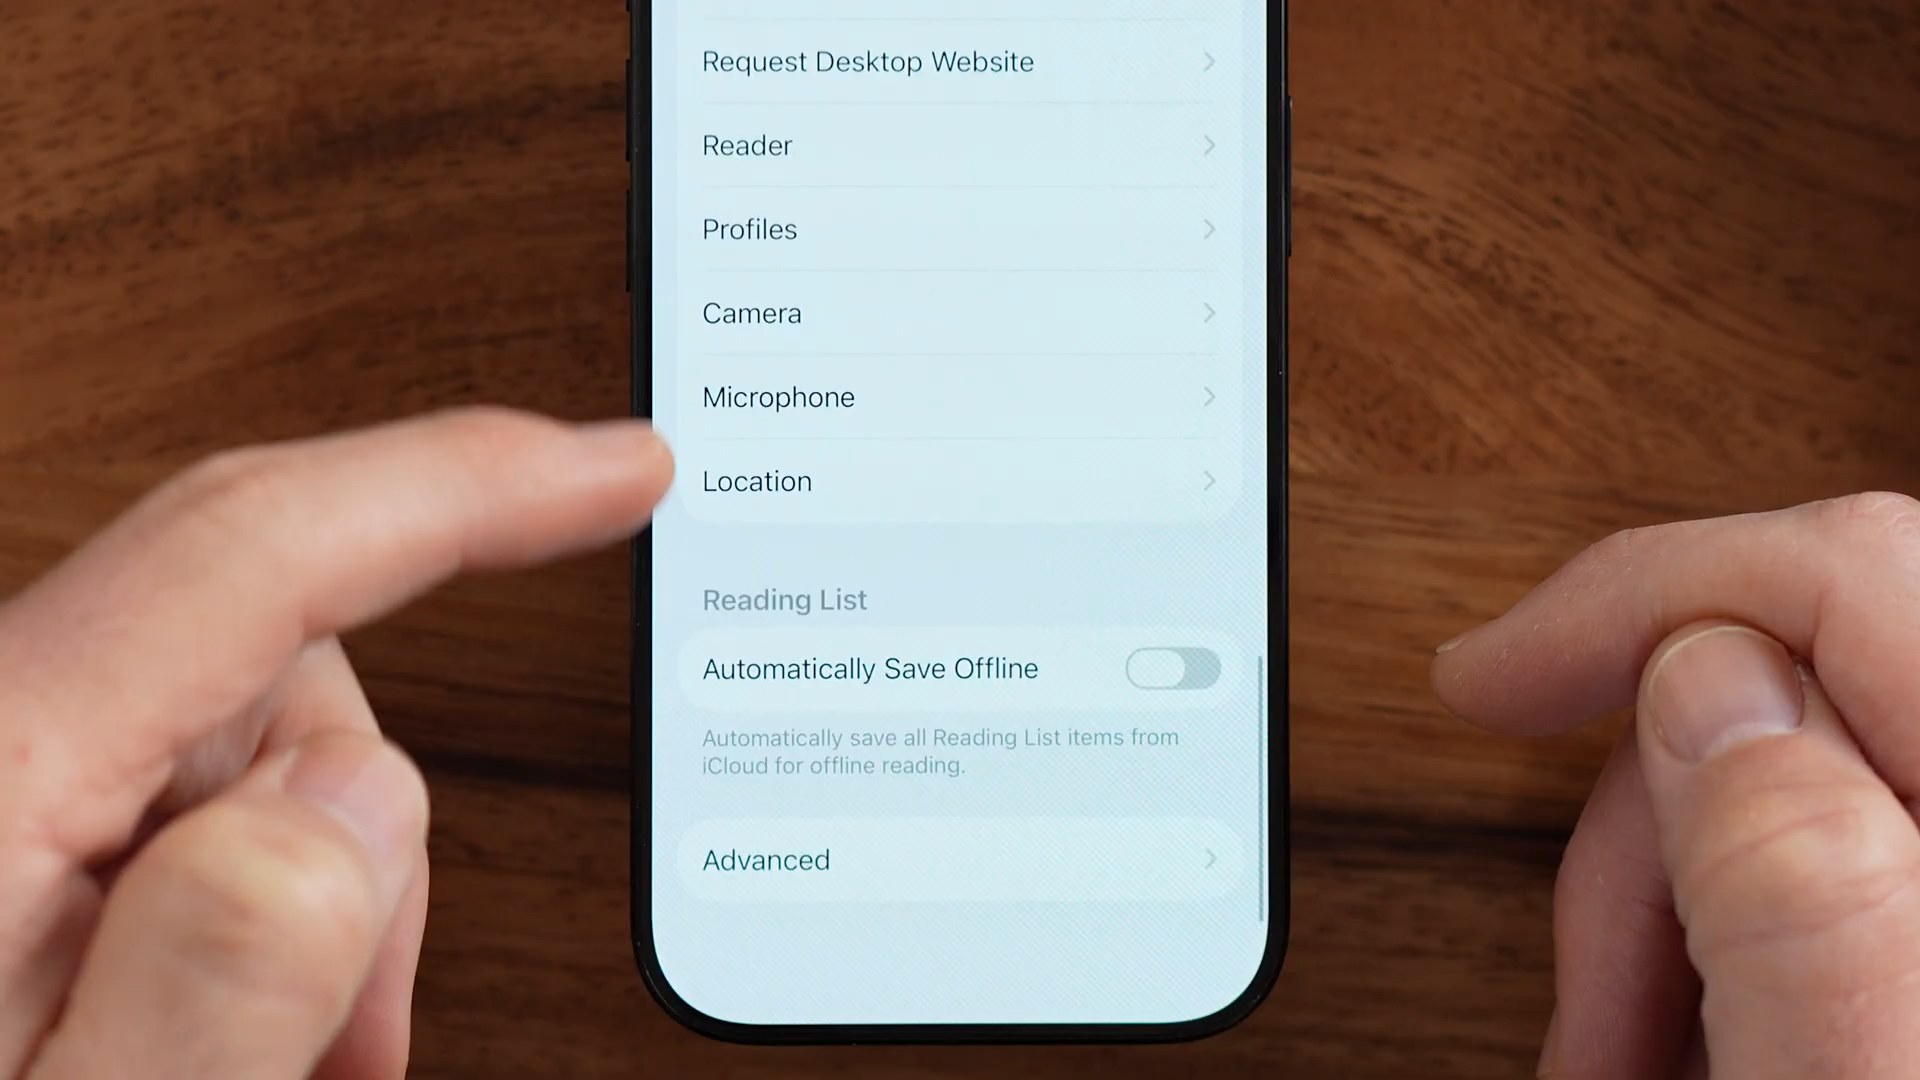 Request Desktop Website
Reader
Profiles
Camera
Microphone
Location
Reading List
Automatically Save Offline
Automatically save all Reading List items from
iCloud for offline reading.
Advanced